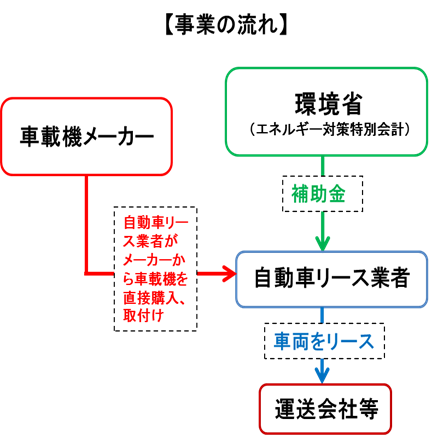 【事業の流れ】
環境省
（エネルギー対策特別会計）
車載機メーカー
補助金
自動車リー
ス業者が
メーカーか
ら車載機を
直接購入、
取付け
自動車リース業者
車両をリース
運送会社等